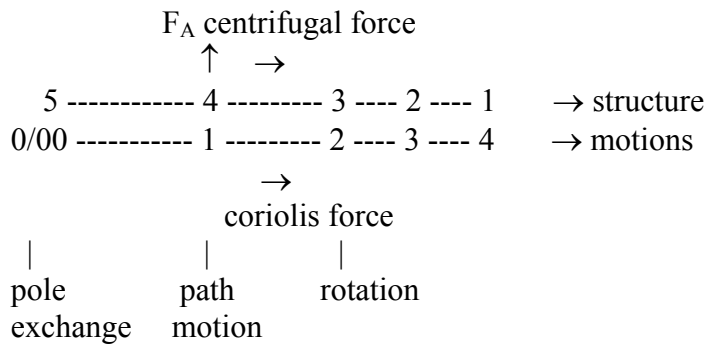 F_A centrifugal force
↑ →
5 ------------ 4 --------- 3 ---- 2 ---- 1 → structure
0/00 ----------- 1 --------- 2 ---- 3 ---- 4 → motions
→
coriolis force
| | |
pole path rotation
exchange motion